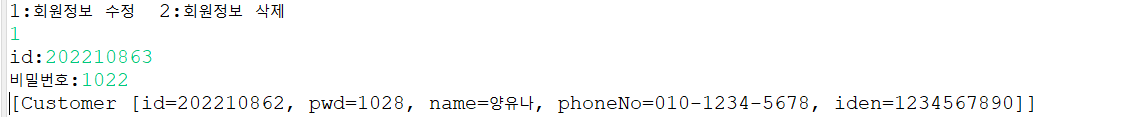 1:회원정보 수정  2:회원정보 삭제
1
id:202210863
비밀번호:1022
[Customer [id=202210862, pwd=1028, name=양유나, phoneNo=010-1234-5678, iden=1234567890]]